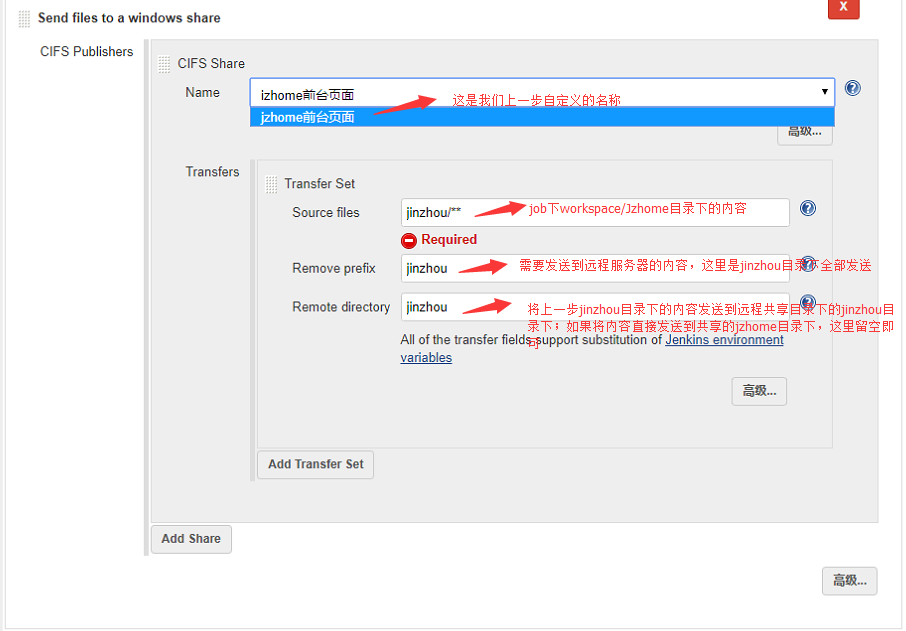 Send files to a windows share
X
CIFS Publishers
CIFS Share
Name
jzhome前台页面
这是我们上一步自定义的名称
jzhome前台页面
高级...
Transfers
Transfer Set
Source files
jinzhou/**
job下workspace/Jzhome目录下的内容
Required
Remove prefix
jinzhou
需要发送到远程服务器的内容，这里是jinzhou目录下全部发送
Remote directory
jinzhou
将上一步jinzhou目录下的内容发送到远程共享目录下的jinzhou目
录下；如果将内容直接发送到共享的jzhome目录下，这里留空即
可
All of the transfer fields support substitution of Jenkins environment
variables
高级...
Add Transfer Set
Add Share
高级...